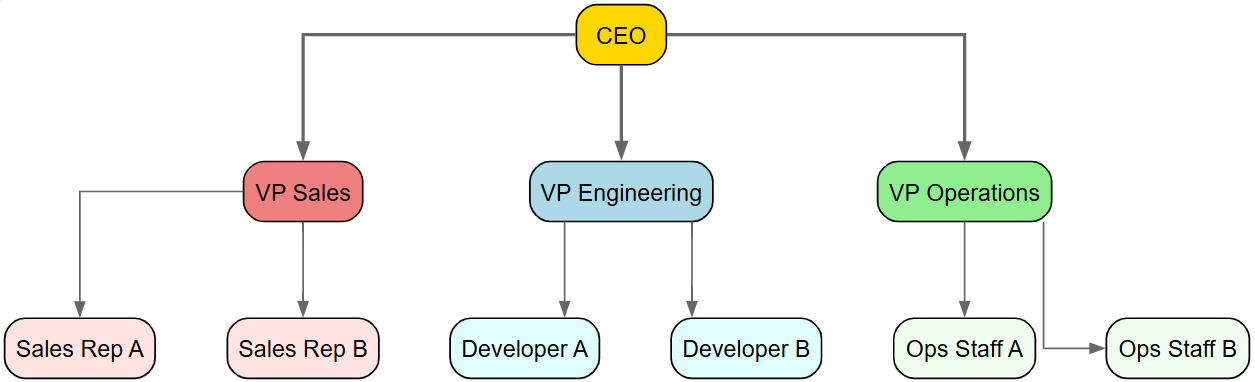 CEO
VP Sales
VP Engineering
VP Operations
Sales Rep A
Sales Rep B
Developer A
Developer B
Ops Staff A
Ops Staff B